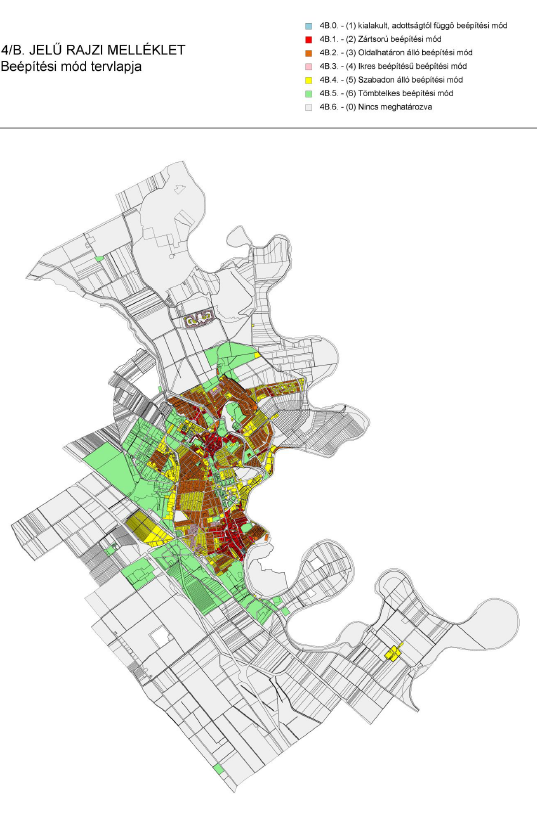 4/B. JELŰ RAJZI MELLÉKLET
Beépítési mód tervlapja
4B.0. - (1) kialakult, adottságtól függő beépítési mód
4B.1. - (2) Zártsorú beépítési mód
4B.2. - (3) Oldalhatáron álló beépítési mód
4B.3. - (4) Ikres beépítésű beépítési mód
4B.4. - (5) Szabadon álló beépítési mód
4B.5. - (6) Tömbtelkes beépítési mód
4B.6. - (0) Nincs meghatározva